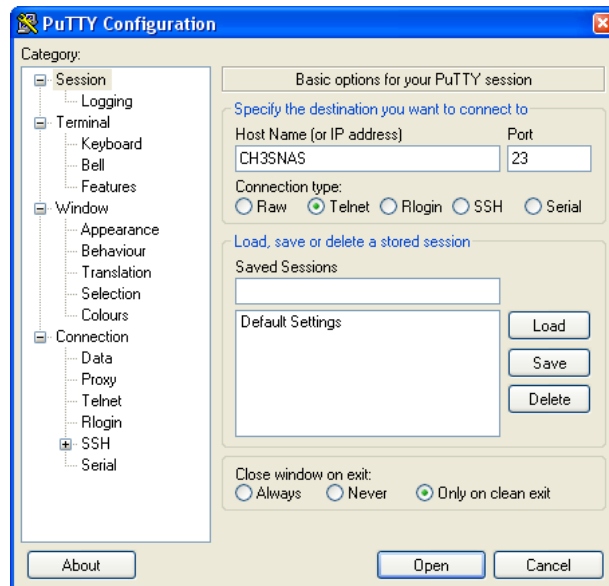 PuTTY Configuration
Category:
Session
Logging
Terminal
Keyboard
Bell
Features
Window
Appearance
Behaviour
Translation
Selection
Colours
Connection
Data
Proxy
Telnet
Rlogin
SSH
Serial
Basic options for your PuTTY session
Specify the destination you want to connect to
Host Name (or IP address) Port
CH3SNAS 23
Connection type:
Raw Telnet Rlogin SSH Serial
Load, save or delete a stored session
Saved Sessions
Default Settings
Load
Save
Delete
Close window on exit:
Always Never Only on clean exit
About Open Cancel